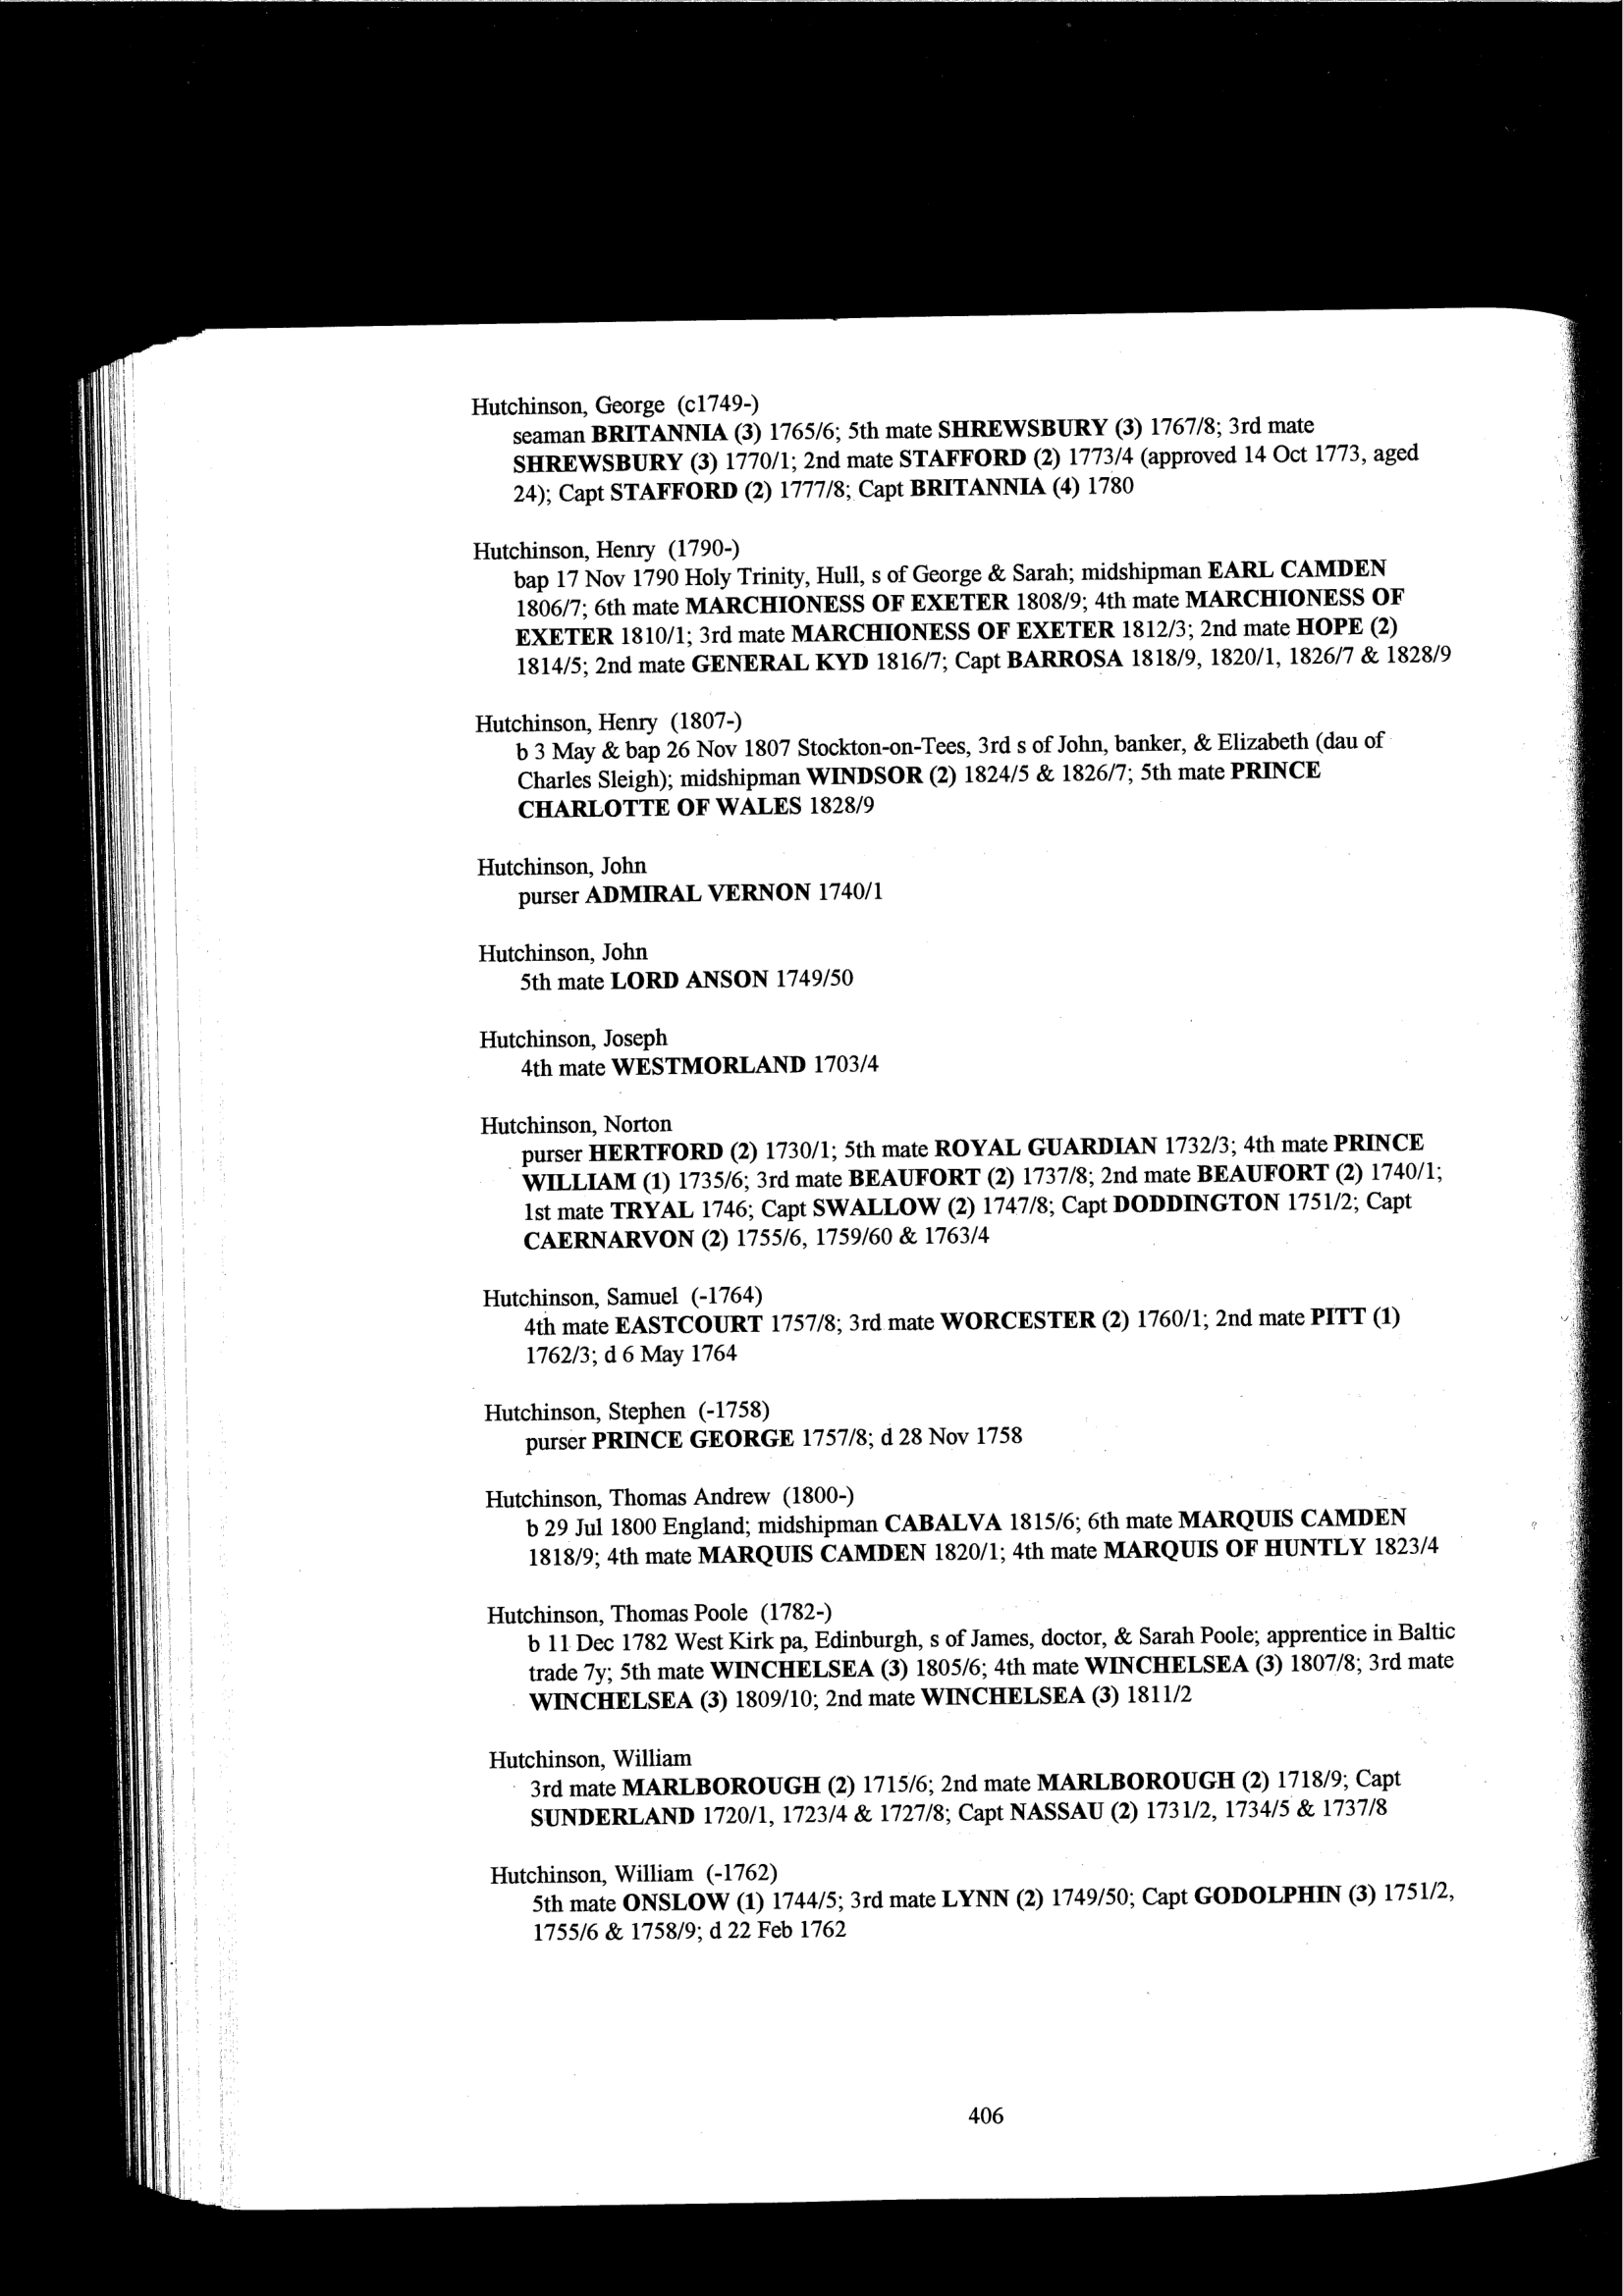 Hutchinson, George (c1749-)
seaman BRITANNIA (3) 1765/6; 5th mate SHREWSBURY (3) 1767/8; 3rd mate
SHREWSBURY (3) 1770/1; 2nd mate STAFFORD (2) 1773/4 (approved 14 Oct 1773, aged
24); Capt STAFFORD (2) 1777/8; Capt BRITANNIA (4) 1780
Hutchinson, Henry (1790-)
bap 17 Nov 1790 Holy Trinity, Hull, s of George & Sarah; midshipman EARL CAMDEN
1806/7; 6th mate MARCHIONESS OF EXETER 1808/9; 4th mate MARCHIONESS OF
EXETER 1810/1; 3rd mate MARCHIONESS OF EXETER 1812/3; 2nd mate HOPE (2)
1814/5; 2nd mate GENERAL KYD 1816/7; Capt BARROSA 1818/9, 1820/1, 1826/7 & 1828/9
Hutchinson, Henry (1807-)
b 3 May & bap 26 Nov 1807 Stockton-on-Tees, 3rd s of John, banker, & Elizabeth (dau of
Charles Sleigh); midshipman WINDSOR (2) 1824/5 & 1826/7; 5th mate PRINCE
CHARLOTTE OF WALES 1828/9
Hutchinson, John
purser ADMIRAL VERNON 1740/1
Hutchinson, John
5th mate LORD ANSON 1749/50
Hutchinson, Joseph
4th mate WESTMORLAND 1703/4
Hutchinson, Norton
purser HERTFORD (2) 1730/1; 5th mate ROYAL GUARDIAN 1732/3; 4th mate PRINCE
WILLIAM (1) 1735/6; 3rd mate BEAUFORT (2) 1737/8; 2nd mate BEAUFORT (2) 1740/1;
1st mate TRYAL 1746; Capt SWALLOW (2) 1747/8; Capt DODDINGTON 1751/2; Capt
CAERNARVON (2) 1755/6, 1759/60 & 1763/4
Hutchinson, Samuel (-1764)
4th mate EASTCOURT 1757/8; 3rd mate WORCESTER (2) 1760/1; 2nd mate PITT (1)
1762/3; d 6 May 1764
Hutchinson, Stephen (-1758)
purser PRINCE GEORGE 1757/8; d 28 Nov 1758
Hutchinson, Thomas Andrew (1800-)
b 29 Jul 1800 England; midshipman CABALVA 1815/6; 6th mate MARQUIS CAMDEN
1818/9; 4th mate MARQUIS CAMDEN 1820/1; 4th mate MARQUIS OF HUNTLY 1823/4
Hutchinson, Thomas Poole (1782-)
b 11 Dec 1782 West Kirk pa, Edinburgh, s of James, doctor, & Sarah Poole; apprentice in Baltic
trade 7y; 5th mate WINCHELSEA (3) 1805/6; 4th mate WINCHELSEA (3) 1807/8; 3rd mate
WINCHELSEA (3) 1809/10; 2nd mate WINCHELSEA (3) 1811/2
Hutchinson, William
3rd mate MARLBOROUGH (2) 1715/6; 2nd mate MARLBOROUGH (2) 1718/9; Capt
SUNDERLAND 1720/1, 1723/4 & 1727/8; Capt NASSAU (2) 1731/2, 1734/5 & 1737/8
Hutchinson, William (-1762)
5th mate ONSLOW (1) 1744/5; 3rd mate LYNN (2) 1749/50; Capt GODOLPHIN (3) 1751/2,
1755/6 & 1758/9; d 22 Feb 1762
406